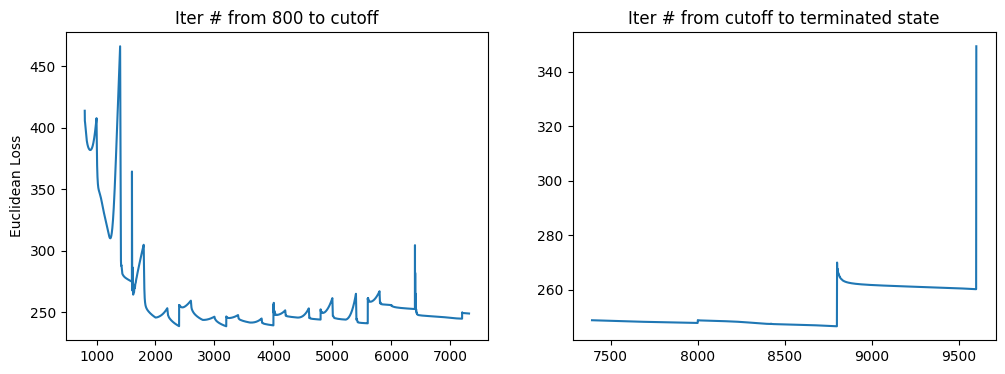 Iter # from 800 to cutoff
Euclidean Loss
450
400
350
300
250
1000 2000 3000 4000 5000 6000 7000
Iter # from cutoff to terminated state
340
320
300
280
260
7500 8000 8500 9000 9500